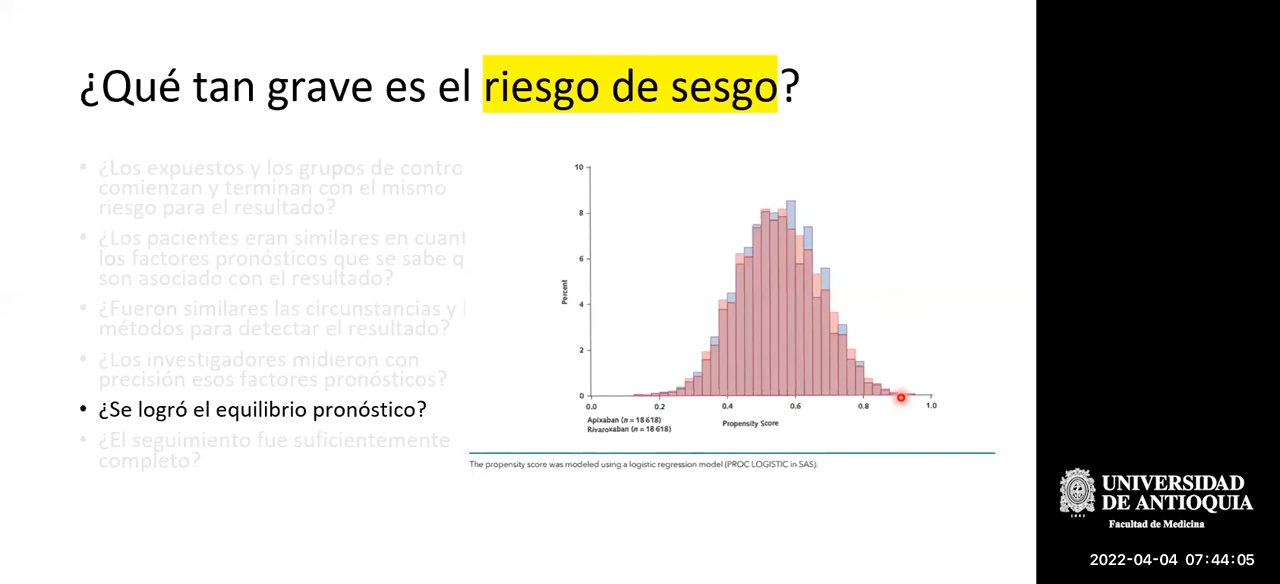 ¿Qué tan grave es el riesgo de sesgo?
• ¿Los expuestos y los grupos de contro
comienzan y terminan con el mismo
riesgo para el resultado?
• ¿Los pacientes eran similares en cuant
los factores pronósticos que se sabe q
son asociado con el resultado?
• ¿Fueron similares las circunstancias y l
métodos para detectar el resultado?
• ¿Los investigadores midieron con
precisión esos factores pronósticos?
• ¿Se logró el equilibrio pronóstico?
• ¿El seguimiento fue suficientemente
completo?
10
8
6
4
2
0
Percent
0.0 0.2 0.4 0.6 0.8 1.0
Propensity Score
Apixaban (n = 18 618)
Rivaroxaban (n = 18 618)
The propensity score was modeled using a logistic regression model (PROC LOGISTIC in SAS).
UNIVERSIDAD
DE ANTIOQUIA
1803
Facultad de Medicina
2022-04-04 07:44:05